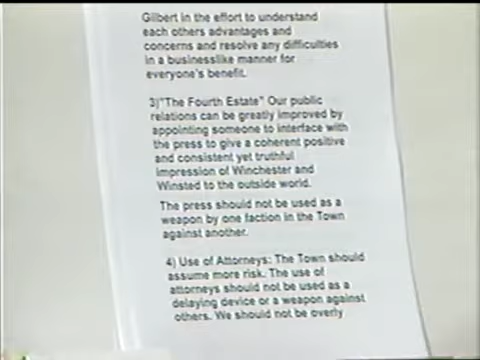 Gilbert in the effort to understand
each others advantages and
concerns and resolve any difficulties
in a businesslike manner for
everyone's benefit.
3)"The Fourth Estate" Our public
relations can be greatly improved by
appointing someone to interface with
the press to give a coherent positive
and consistent yet truthful
impression of Winchester and
Winsted to the outside world.
The press should not be used as a
weapon by one faction in the Town
against another.
4) Use of Attorneys: The Town should
assume more risk. The use of
attorneys should not be used as a
delaying device or a weapon against
others. We should not be overly